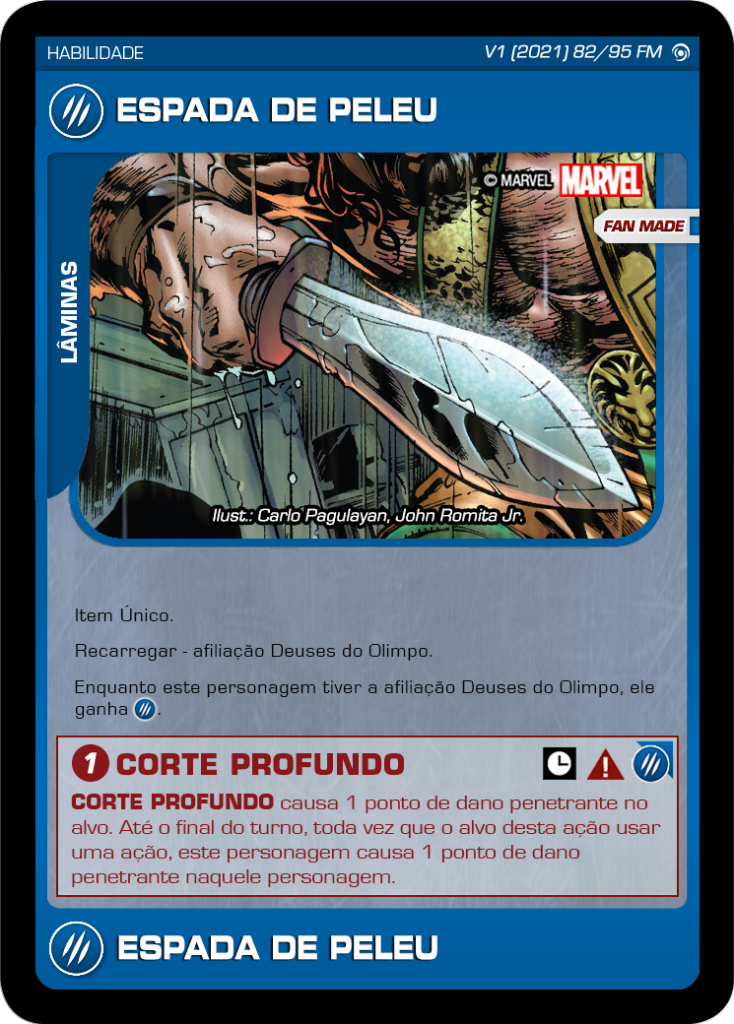 HABILIDADE
V1 (2021) 82/95 FM
ESPADA DE PELEU
© MARVEL MARVEL
FAN MADE
LÂMINAS
Ilust.: Carlo Pagulayan, John Romita Jr.
Item Único.
Recarregar - afiliação Deuses do Olimpo.
Enquanto este personagem tiver a afiliação Deuses do Olimpo, ele
ganha .
1 CORTE PROFUNDO
CORTE PROFUNDO causa 1 ponto de dano penetrante no
alvo. Até o final do turno, toda vez que o alvo desta ação usar
uma ação, este personagem causa 1 ponto de dano
penetrante naquele personagem.
ESPADA DE PELEU